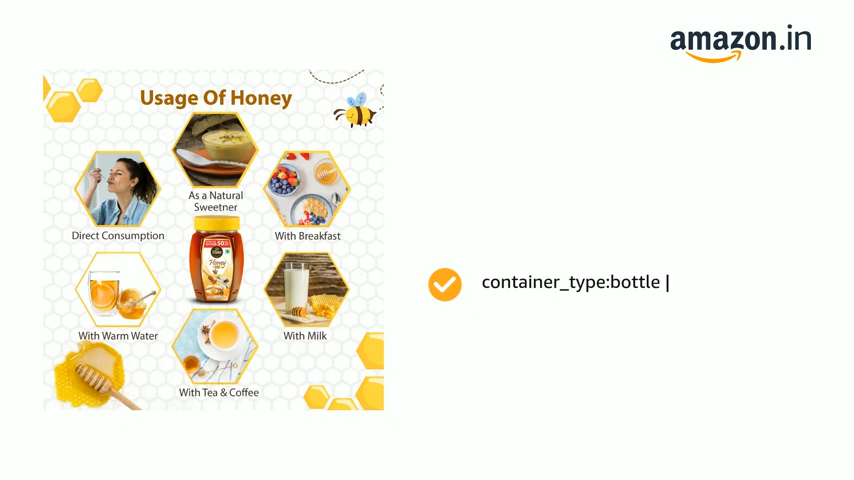 amazon.in
Usage Of Honey
As a Natural
Sweetner
Direct Consumption
With Breakfast
Honey
With Warm Water
With Milk
With Tea & Coffee
container_type:bottle |